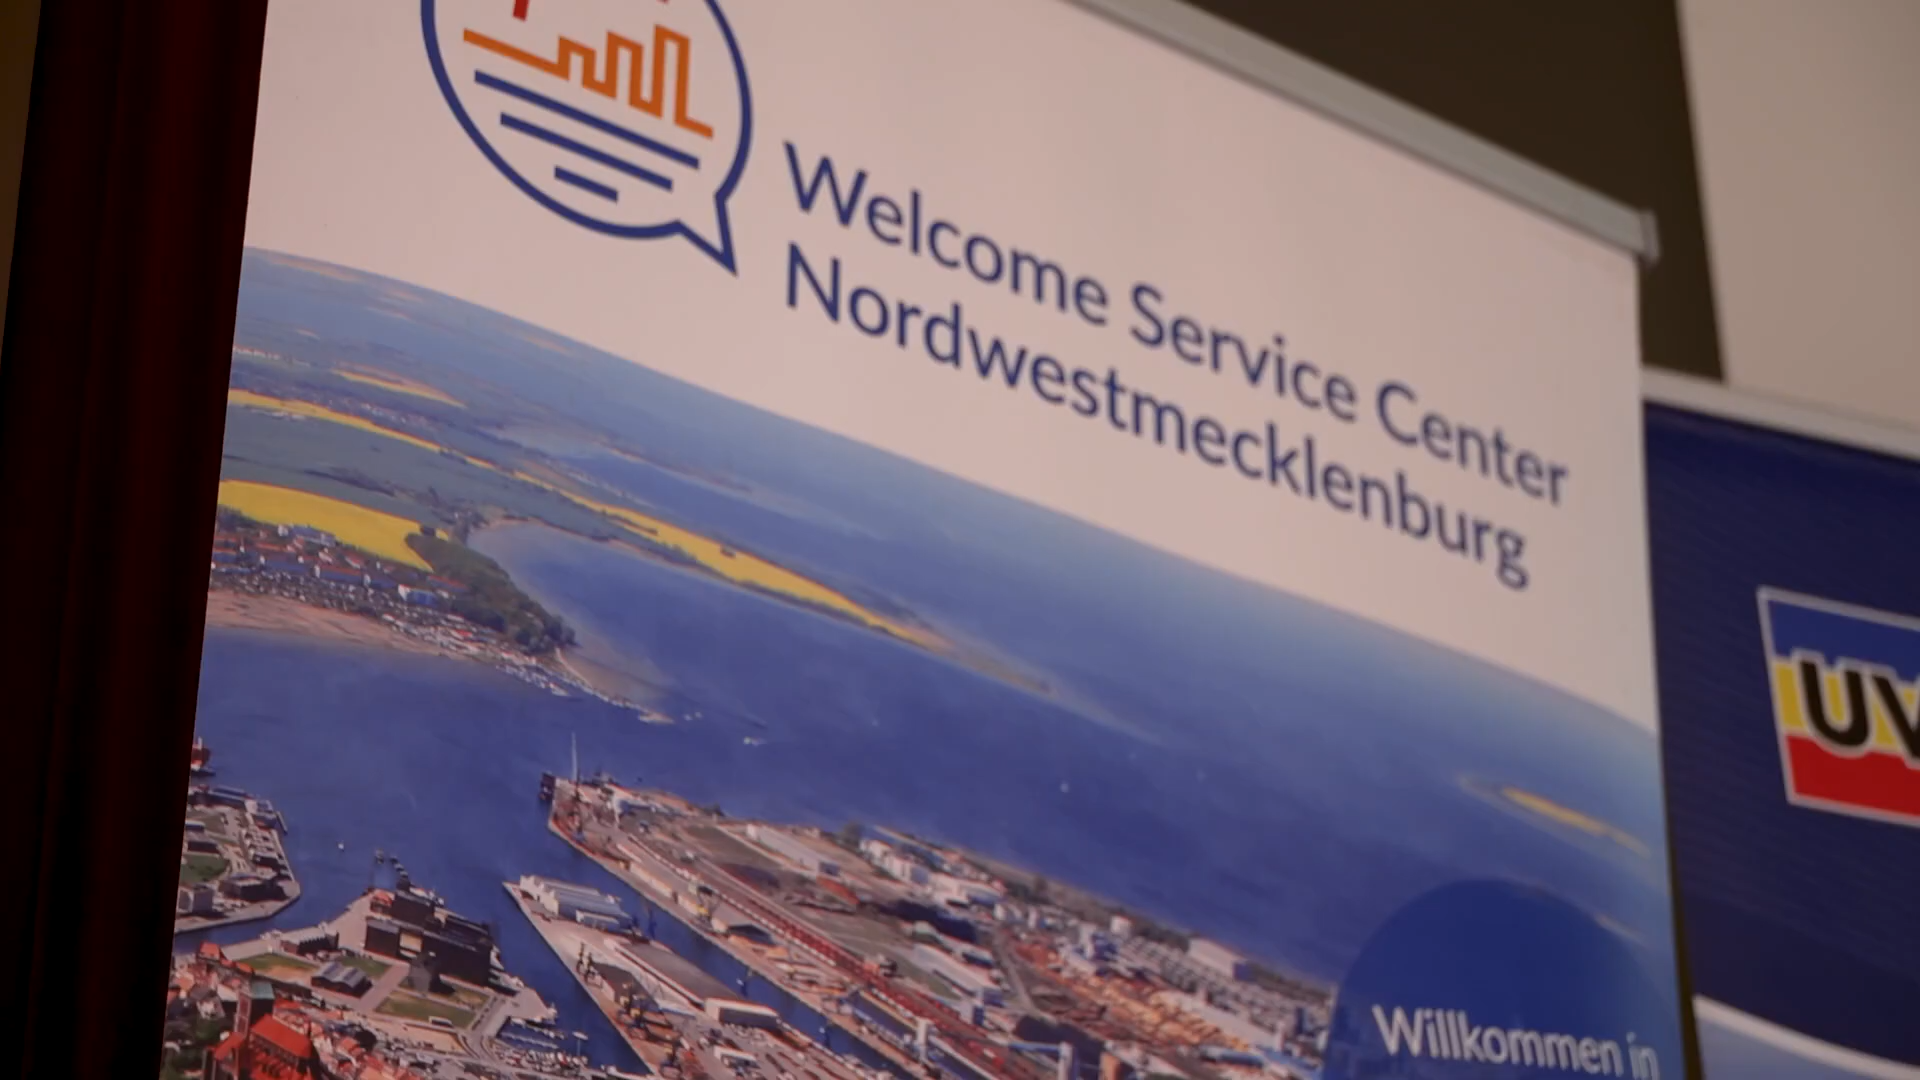 Welcome Service Center
Nordwestmecklenburg
Willkommen in